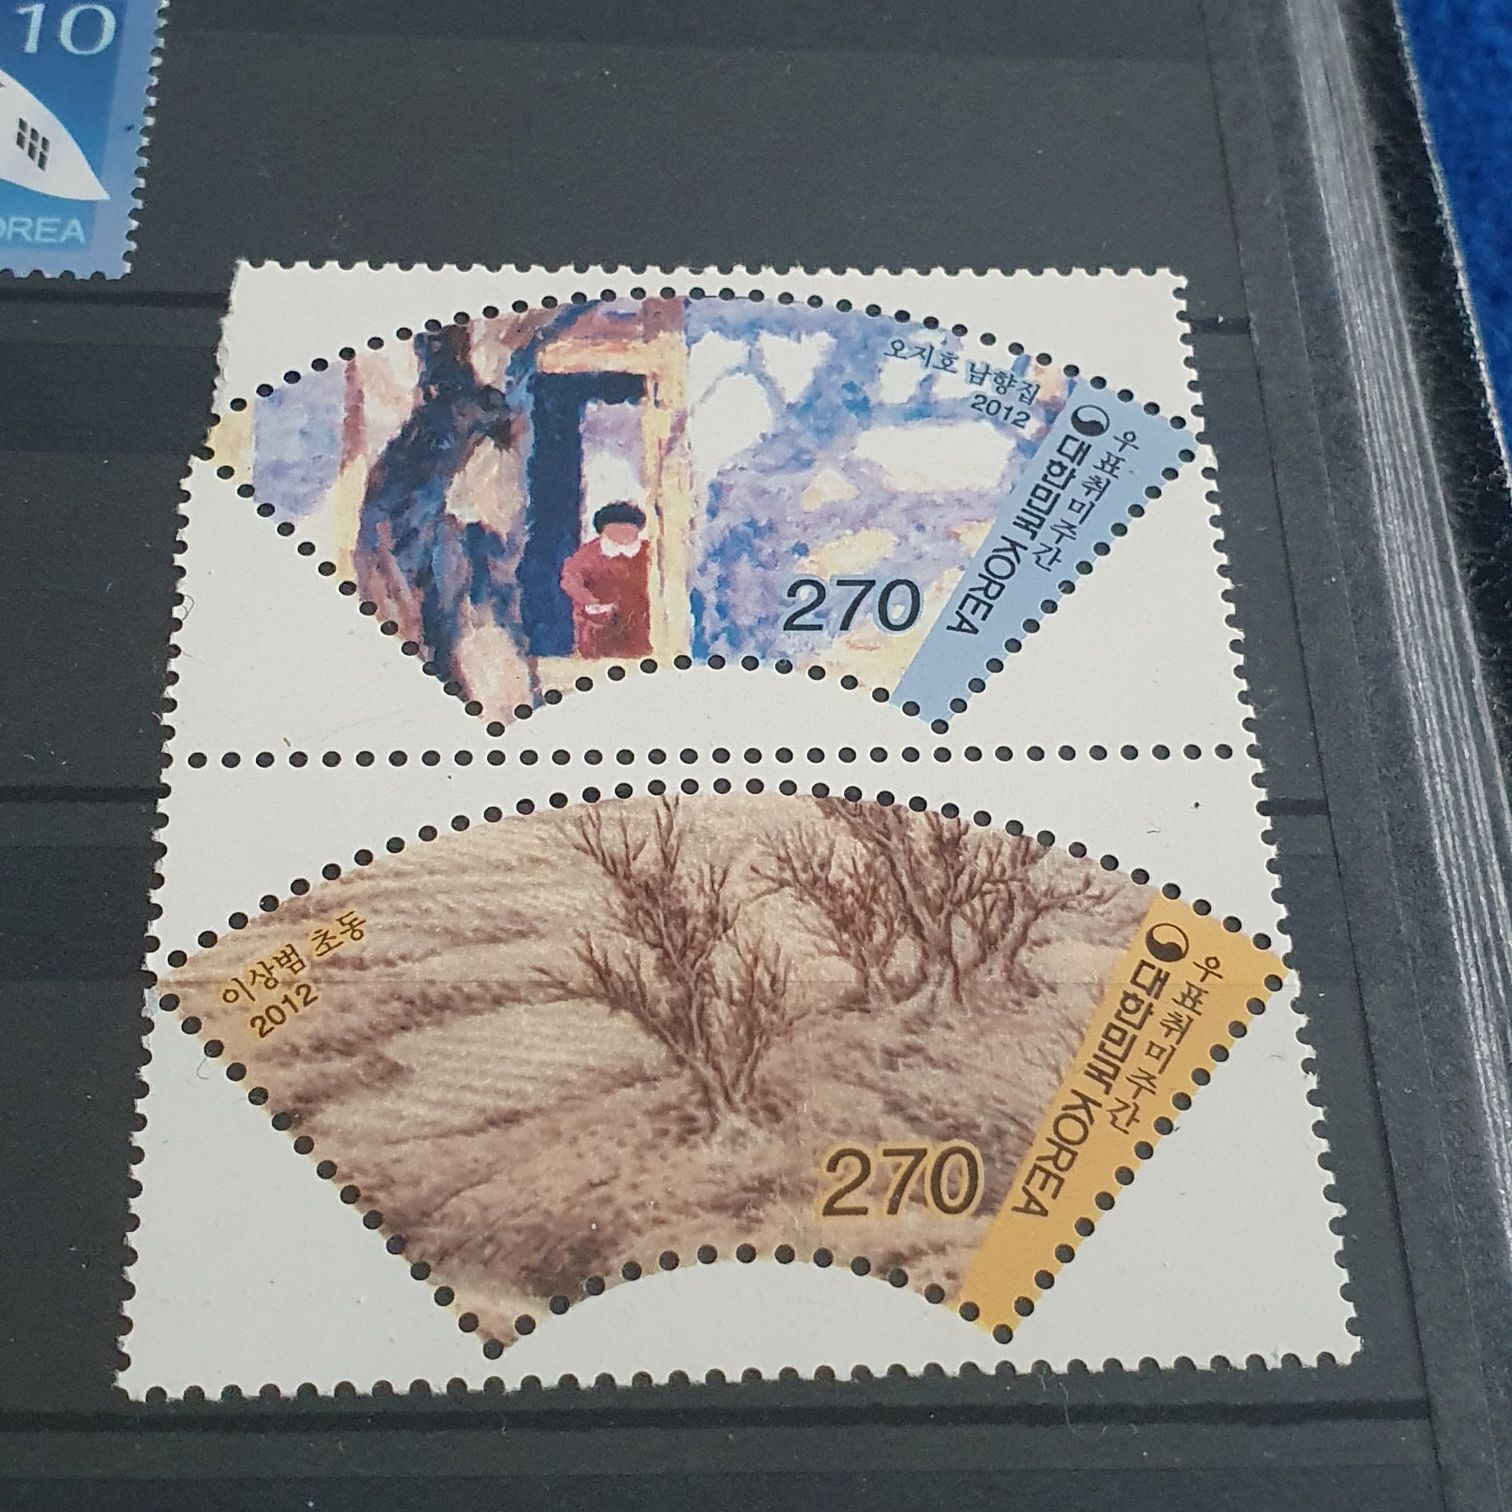 10
OREA
오지호 남향집
2012
우표취미주간
대한민국 KOREA
270
이상범 초동
2012
우표취미주간
대한민국 KOREA
270